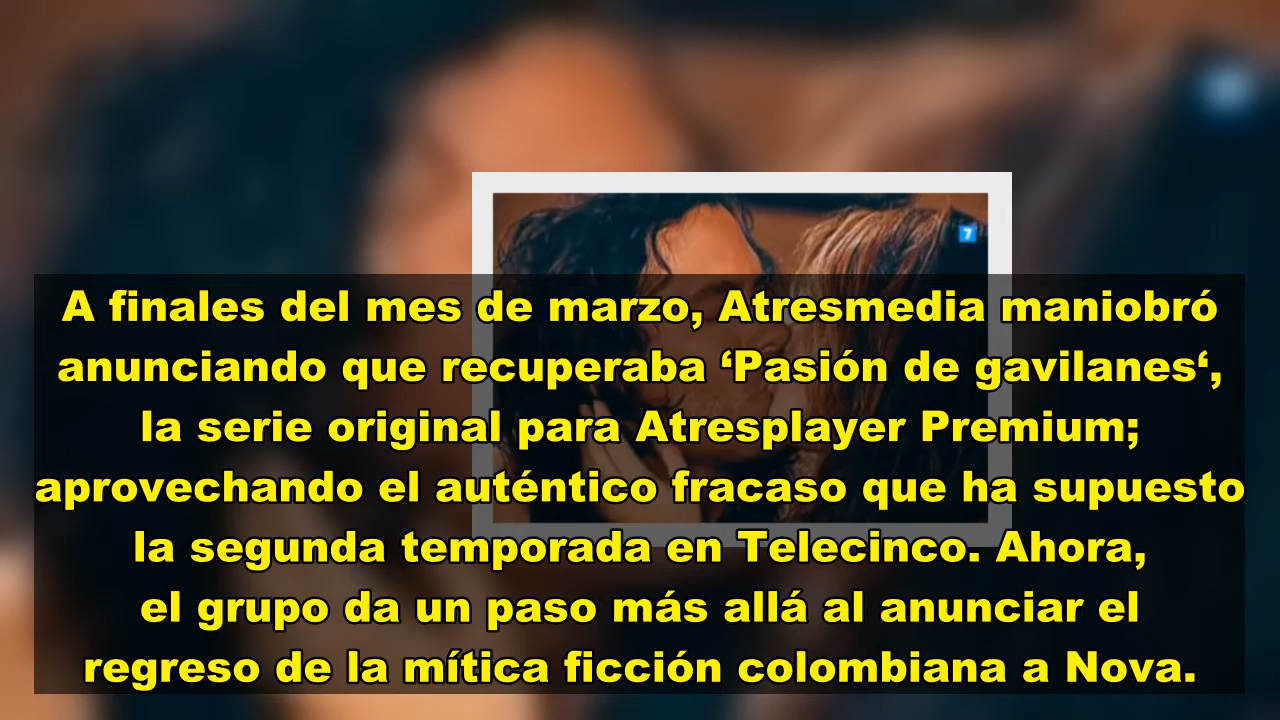 7
A finales del mes de marzo, Atresmedia maniobró
anunciando que recuperaba ‘Pasión de gavilanes‘,
la serie original para Atresplayer Premium;
aprovechando el auténtico fracaso que ha supuesto
la segunda temporada en Telecinco. Ahora,
el grupo da un paso más allá al anunciar el
regreso de la mítica ficción colombiana a Nova.